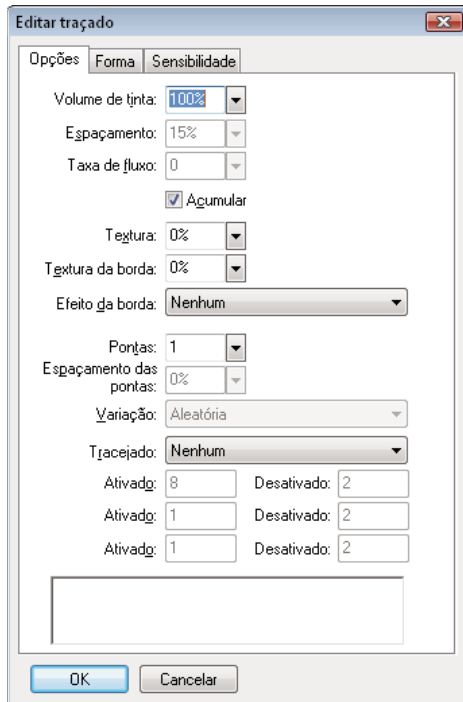 Editar traçado
Opções Forma Sensibilidade
Volume de tinta: 100%
Espaçamento: 15%
Taxa de fluxo: 0
Acumular
Textura: 0%
Textura da borda: 0%
Efeito da borda: Nenhum
Pontas: 1
Espaçamento das
pontas: 0%
Variação: Aleatória
Tracejado: Nenhum
Ativado: 8 Desativado: 2
Ativado: 1 Desativado: 2
Ativado: 1 Desativado: 2
OK Cancelar